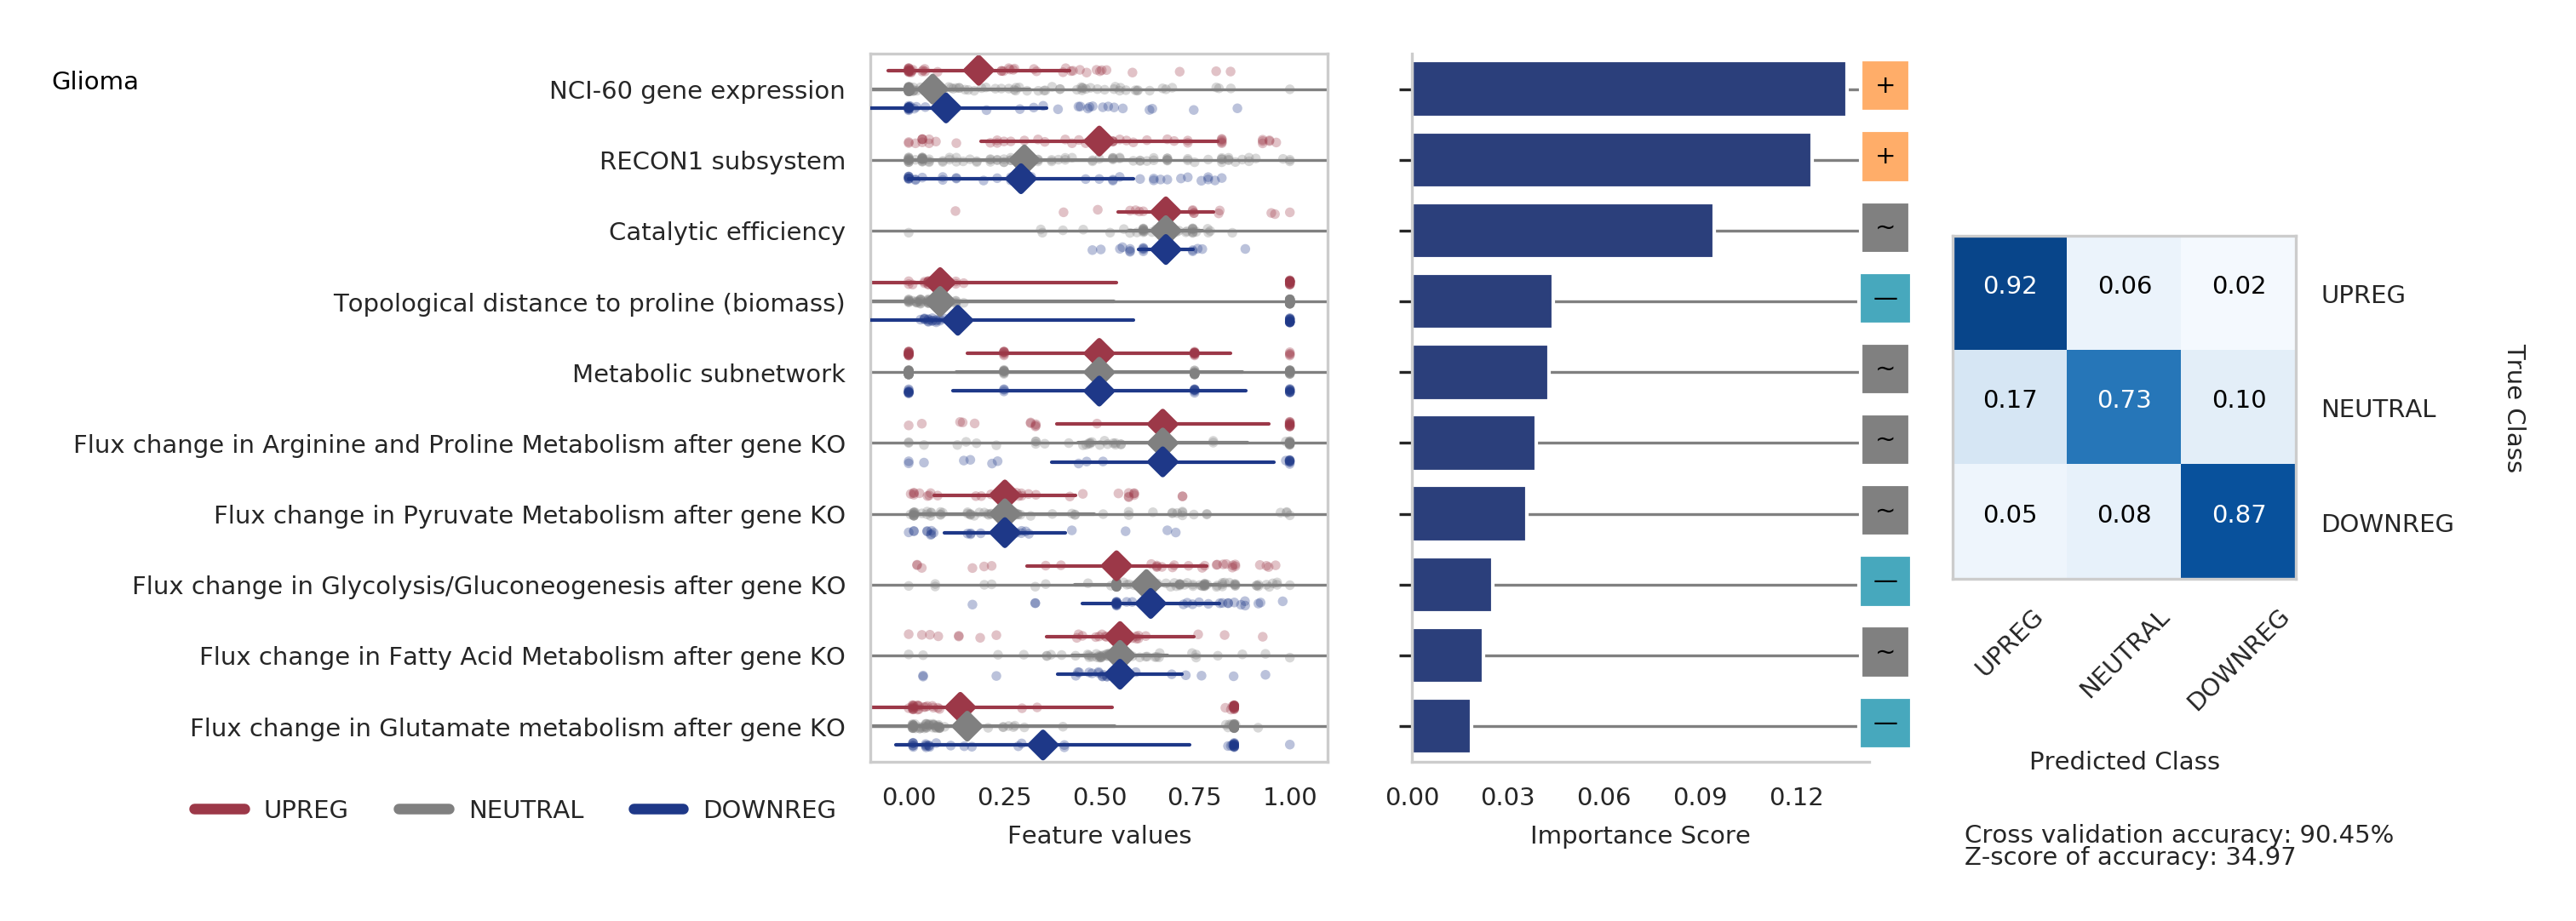 Glioma
NCI-60 gene expression
RECON1 subsystem
Catalytic efficiency
Topological distance to proline (biomass)
Metabolic subnetwork
Flux change in Arginine and Proline Metabolism after gene KO
Flux change in Pyruvate Metabolism after gene KO
Flux change in Glycolysis/Gluconeogenesis after gene KO
Flux change in Fatty Acid Metabolism after gene KO
Flux change in Glutamate metabolism after gene KO
UPREG NEUTRAL DOWNREG
0.00 0.25 0.50 0.75 1.00
Feature values
+
+
~
—
~
~
~
—
~
—
0.00 0.03 0.06 0.09 0.12
Importance Score
0.92 0.06 0.02 UPREG
0.17 0.73 0.10 NEUTRAL
0.05 0.08 0.87 DOWNREG
True Class
UPREG NEUTRAL DOWNREG
Predicted Class
Cross validation accuracy: 90.45%
Z-score of accuracy: 34.97